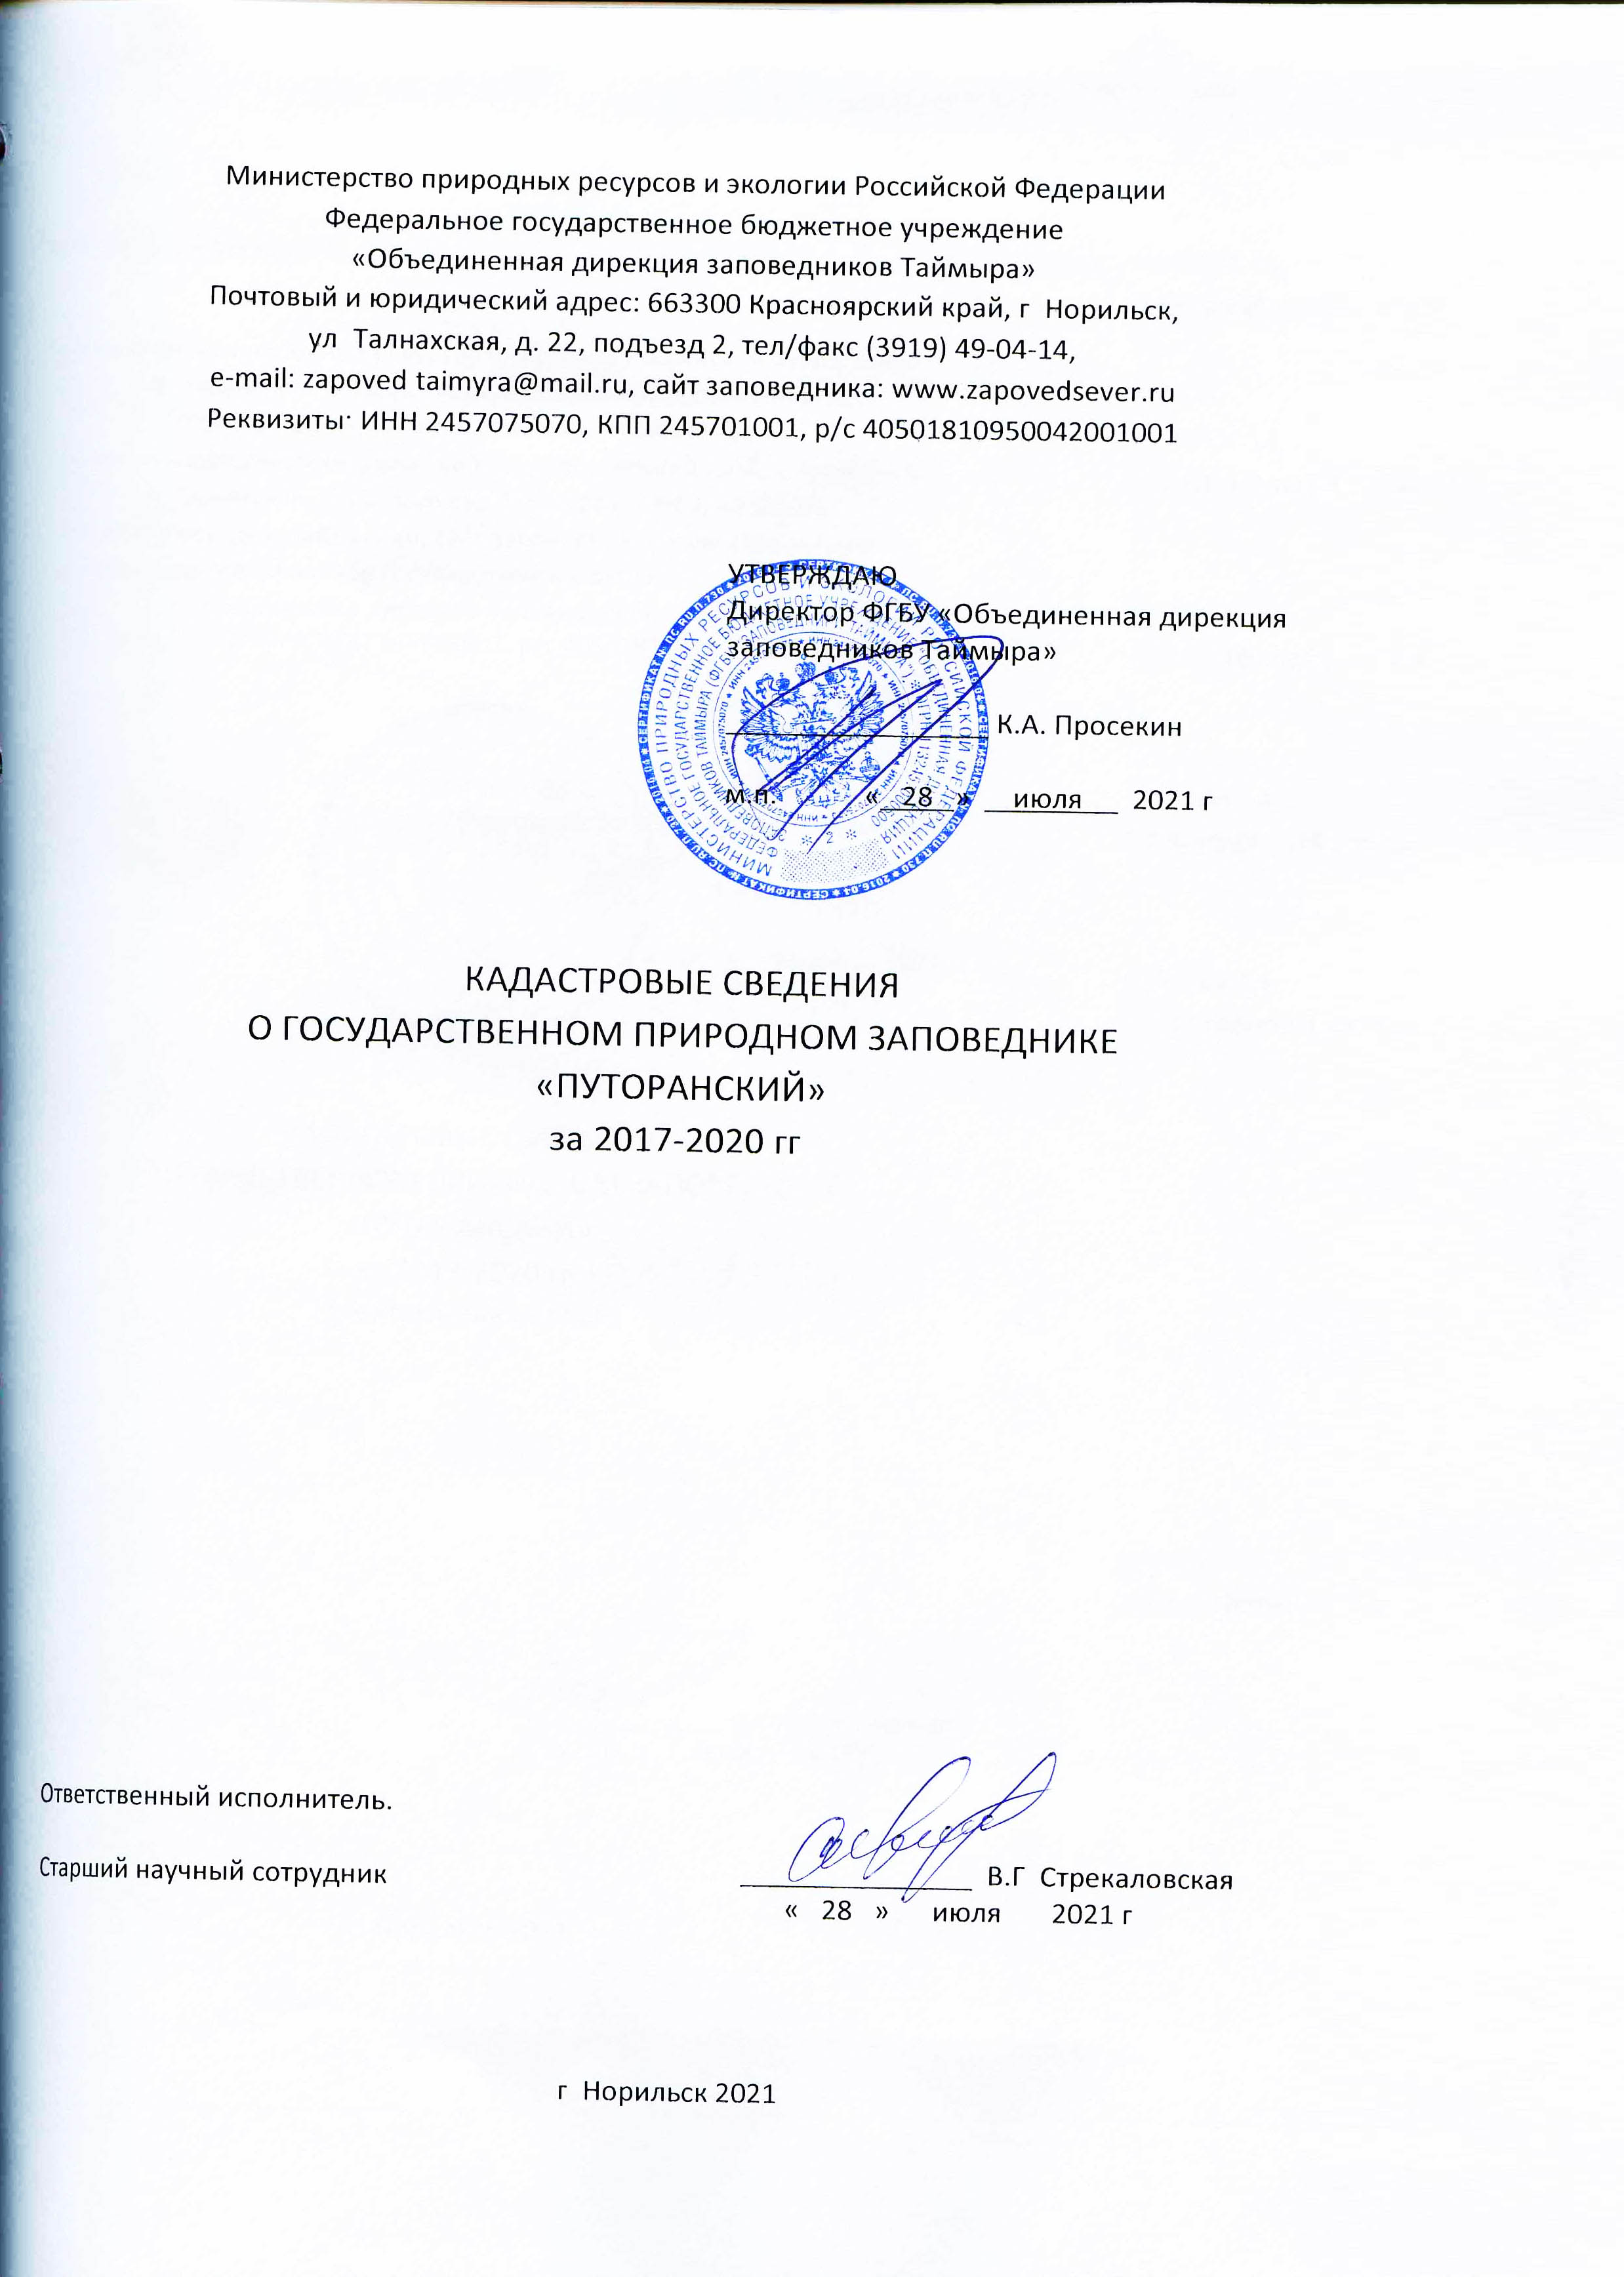 Министерство природных ресурсов и экологии Российской Федерации
Федеральное государственное бюджетное учреждение
«Объединенная дирекция заповедников Таймыра»
Почтовый и юридический адрес: 663300 Красноярский край, г Норильск,
ул Талнахская, д. 22, подъезд 2, тел/факс (3919) 49-04-14,
e-mail: zapoved taimyra@mail.ru, сайт заповедника: www.zapovedsever.ru
Реквизиты· ИНН 2457075070, КПП 245701001, р/с 40501810950042001001
УТВЕРЖДАЮ
Директор ФГБУ «Объединенная дирекция
заповедников Таймыра»
К.А. Просекин
м.п. « 28 » июля 2021 г
КАДАСТРОВЫЕ СВЕДЕНИЯ
О ГОСУДАРСТВЕННОМ ПРИРОДНОМ ЗАПОВЕДНИКЕ
«ПУТОРАНСКИЙ»
за 2017-2020 гг
Ответственный исполнитель.
Старший научный сотрудник В.Г Стрекаловская
« 28 » июля 2021 г
г Норильск 2021